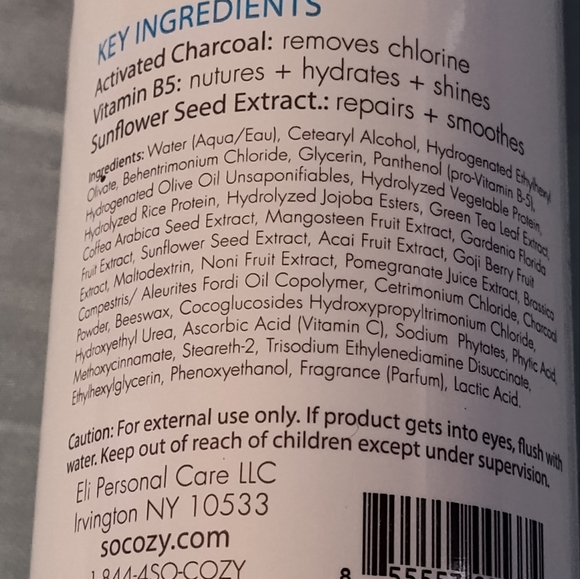 KEY INGREDIENTS
Activated Charcoal: removes chlorine
Vitamin B5: nutures + hydrates + shines
Sunflower Seed Extract.: repairs + smoothes
Ingredients: Water (Aqua/Eau), Cetearyl Alcohol, Hydrogenated Ethylhexyl
Olivate, Behentrimonium Chloride, Glycerin, Panthenol (pro-Vitamin B-5),
Hydrogenated Olive Oil Unsaponifiables, Hydrolyzed Vegetable Protein,
Hydrolyzed Rice Protein, Hydrolyzed Jojoba Esters, Green Tea Leaf Extract,
Coffea Arabica Seed Extract, Mangosteen Fruit Extract, Gardenia Florida
Fruit Extract, Sunflower Seed Extract, Acai Fruit Extract, Goji Berry Fruit
Extract, Maltodextrin, Noni Fruit Extract, Pomegranate Juice Extract, Brassica
Campestris/ Aleurites Fordi Oil Copolymer, Cetrimonium Chloride, Charcoal
Powder, Beeswax, Cocoglucosides Hydroxypropyltrimonium Chloride,
Hydroxyethyl Urea, Ascorbic Acid (Vitamin C), Sodium Phytates, Phytic Acid,
Methoxycinnamate, Steareth-2, Trisodium Ethylenediamine Disuccinate,
Ethylhexylglycerin, Phenoxyethanol, Fragrance (Parfum), Lactic Acid.
Caution: For external use only. If product gets into eyes, flush with
water. Keep out of reach of children except under supervision.
Eli Personal Care LLC
Irvington NY 10533
socozy.com
1-844-4SO-COZY
8